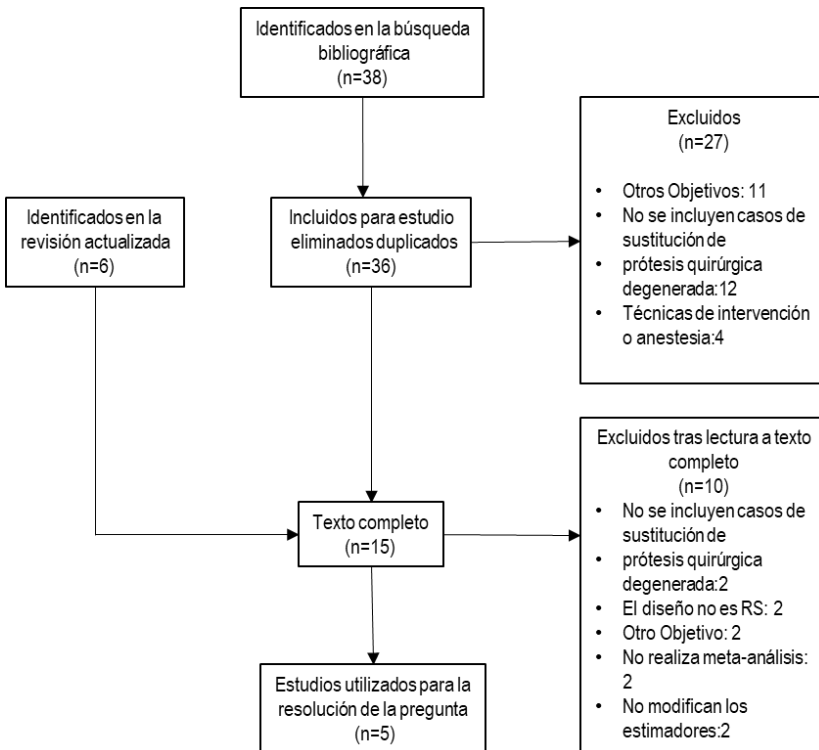 Identificados en la búsqueda
bibliográfica
(n=38)
Excluidos
(n=27)
• Otros Objetivos: 11
• No se incluyen casos de
sustitución de
• prótesis quirúrgica
degenerada:12
• Técnicas de intervención
o anestesia:4
Identificados en la
revisión actualizada
(n=6)
Incluidos para estudio
eliminados duplicados
(n=36)
Texto completo
(n=15)
Excluidos tras lectura a texto
completo
(n=10)
• No se incluyen casos de
sustitución de
• prótesis quirúrgica
degenerada:2
• El diseño no es RS: 2
• Otro Objetivo: 2
• No realiza meta-análisis:
2
• No modifican los
estimadores:2
Estudios utilizados para la
resolución de la pregunta
(n=5)